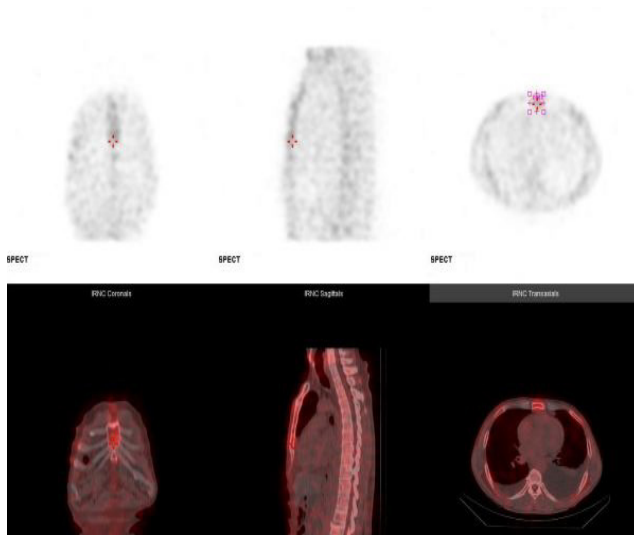 SPECT
SPECT
SPECT
IRNC Coronals
IRNC Sagittals
IRNC Transaxials